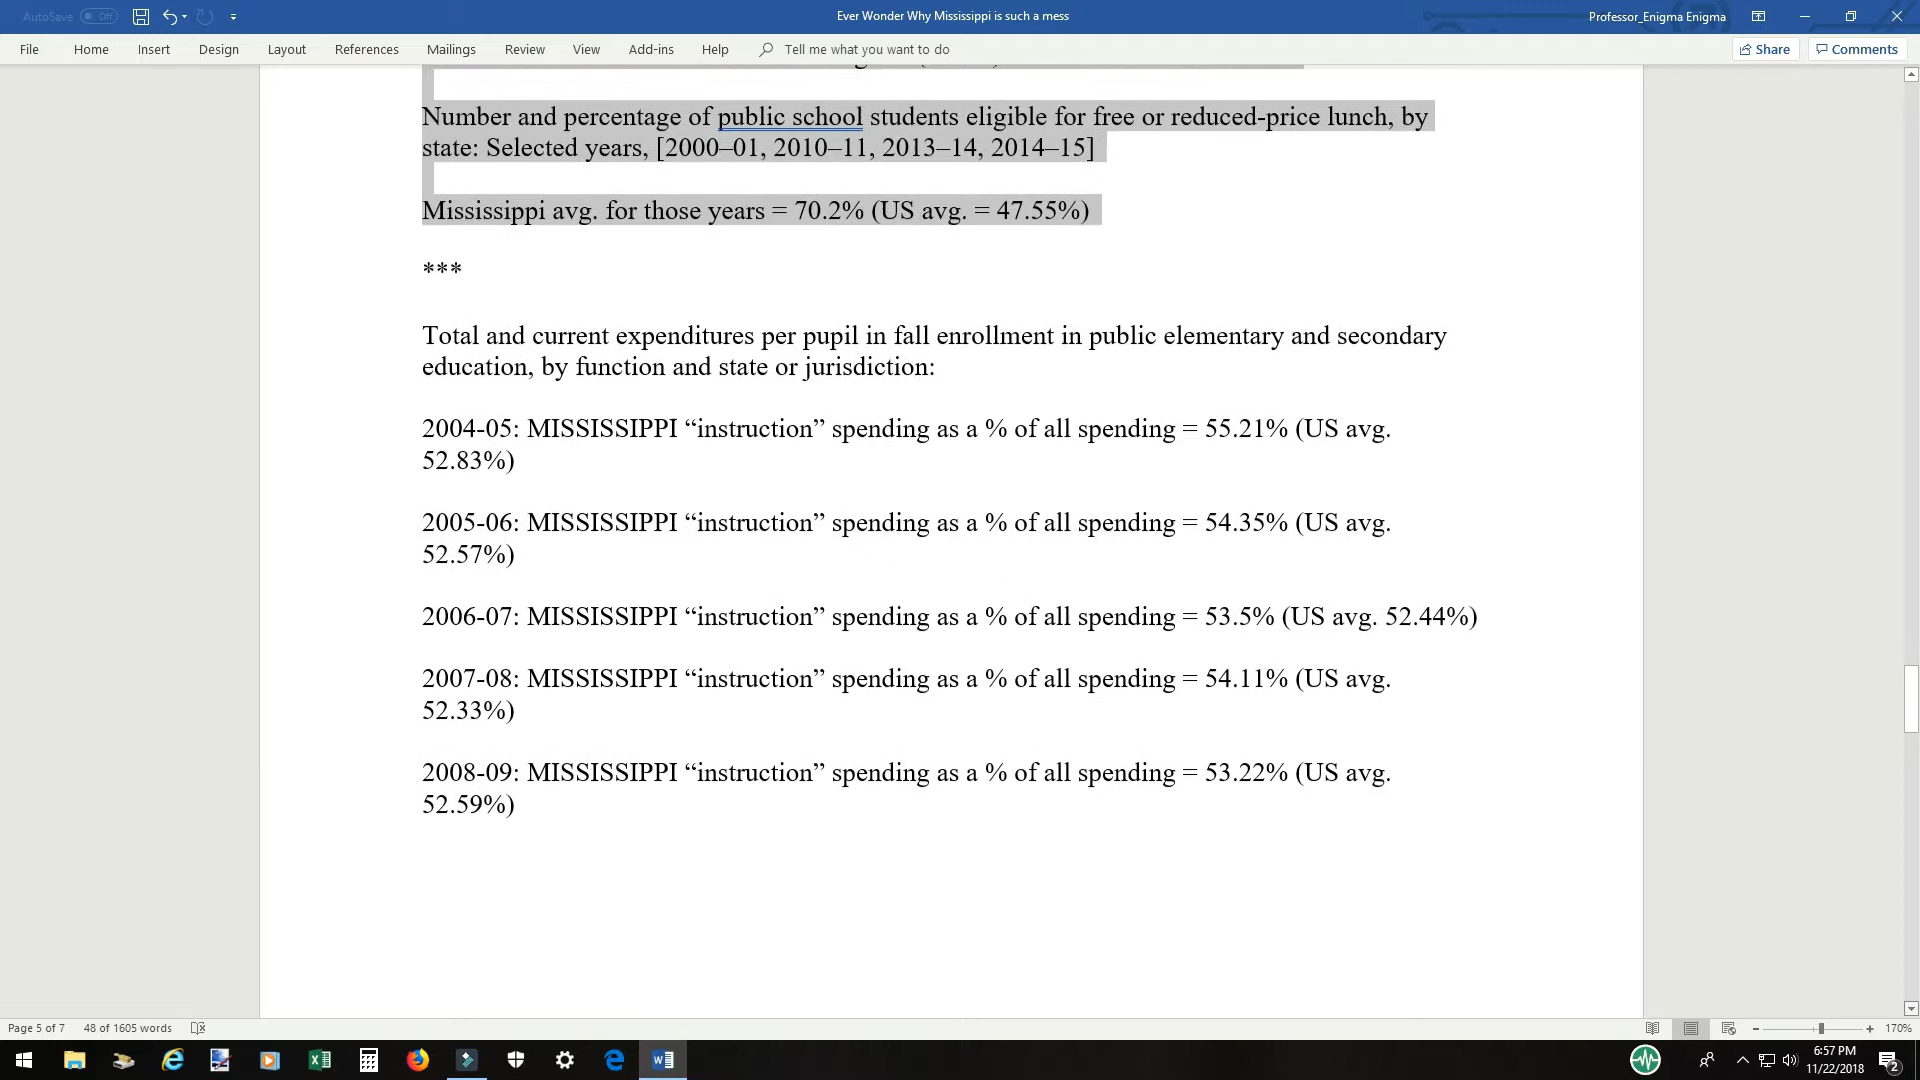 AutoSave Off
Ever Wonder Why Mississippi is such a mess
Professor_Enigma Enigma
File Home Insert Design Layout References Mailings Review View Add-ins Help Tell me what you want to do
Share Comments
Number and percentage of public school students eligible for free or reduced-price lunch, by
state: Selected years, [2000–01, 2010–11, 2013–14, 2014–15]
Mississippi avg. for those years = 70.2% (US avg. = 47.55%)
***
Total and current expenditures per pupil in fall enrollment in public elementary and secondary
education, by function and state or jurisdiction:
2004-05: MISSISSIPPI “instruction” spending as a % of all spending = 55.21% (US avg.
52.83%)
2005-06: MISSISSIPPI “instruction” spending as a % of all spending = 54.35% (US avg.
52.57%)
2006-07: MISSISSIPPI “instruction” spending as a % of all spending = 53.5% (US avg. 52.44%)
2007-08: MISSISSIPPI “instruction” spending as a % of all spending = 54.11% (US avg.
52.33%)
2008-09: MISSISSIPPI “instruction” spending as a % of all spending = 53.22% (US avg.
52.59%)
Page 5 of 7 48 of 1605 words
170%
6:57 PM
11/22/2018
2